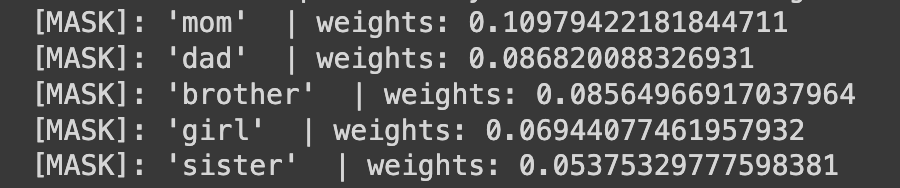 [MASK]: 'mom'  | weights: 0.10979422181844711
[MASK]: 'dad'  | weights: 0.086820088326931
[MASK]: 'brother'  | weights: 0.08564966917037964
[MASK]: 'girl'  | weights: 0.06944077461957932
[MASK]: 'sister'  | weights: 0.05375329777598381